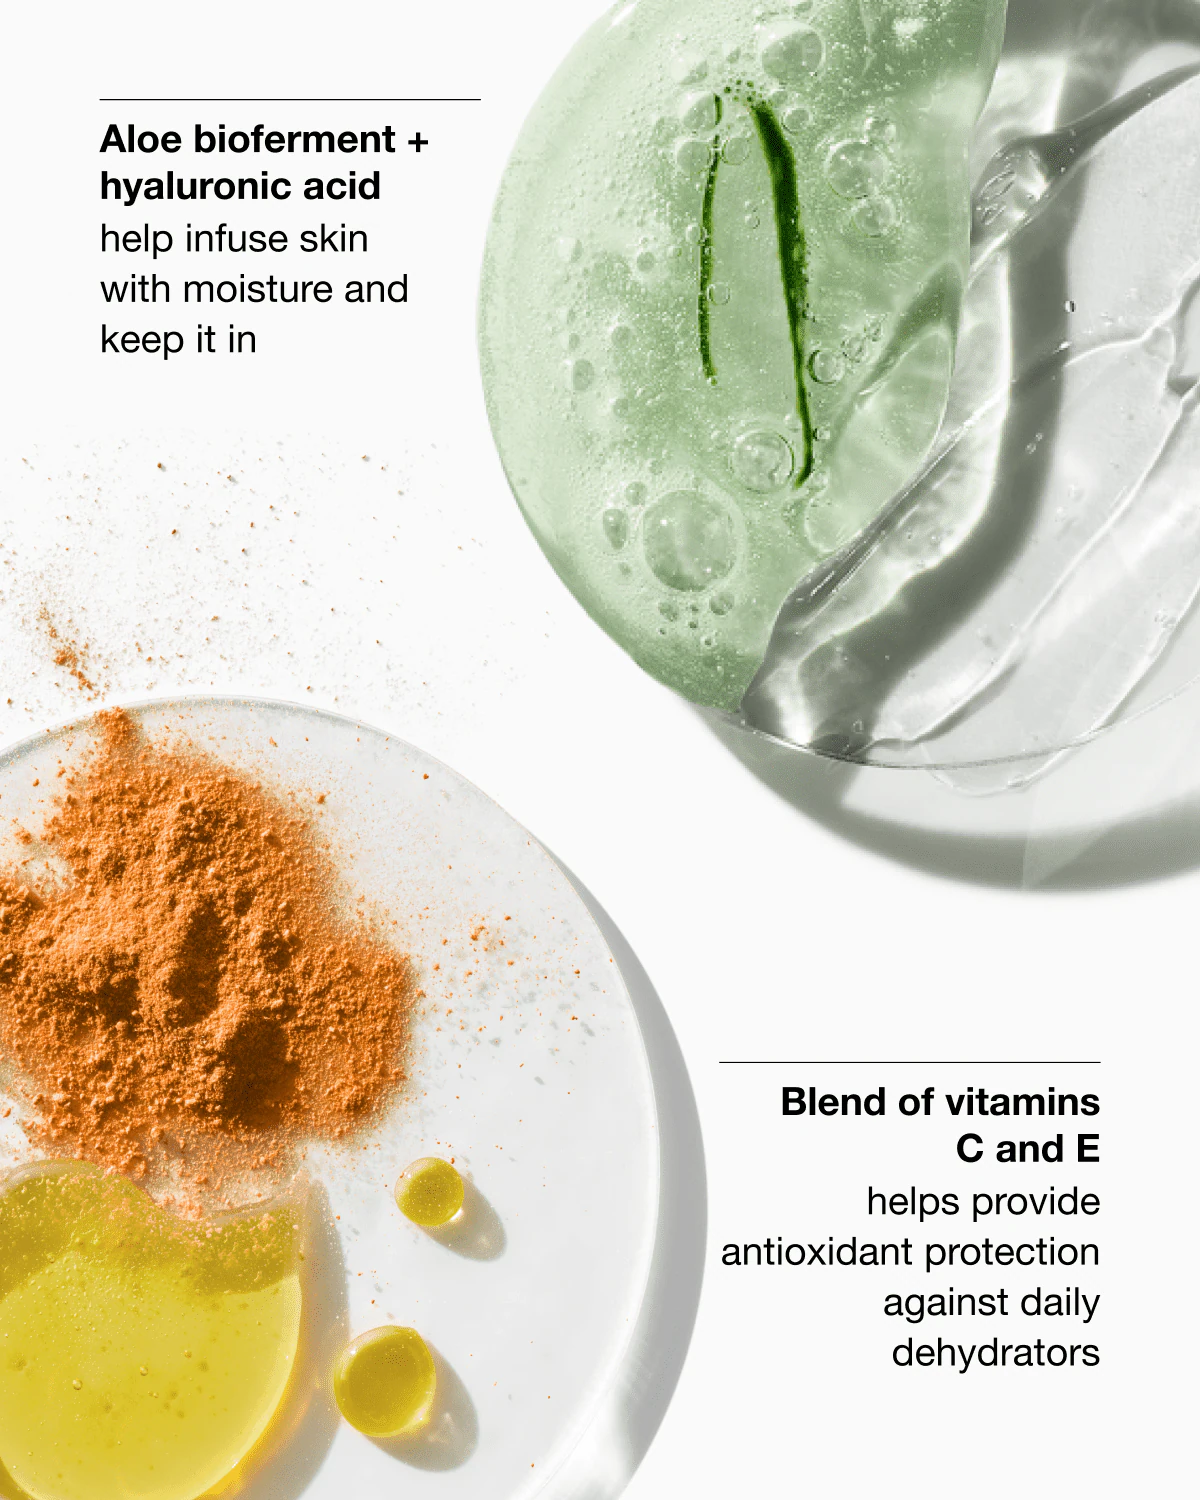 Aloe bioferment +
hyaluronic acid
help infuse skin
with moisture and
keep it in
Blend of vitamins
C and E
helps provide
antioxidant protection
against daily
dehydrators